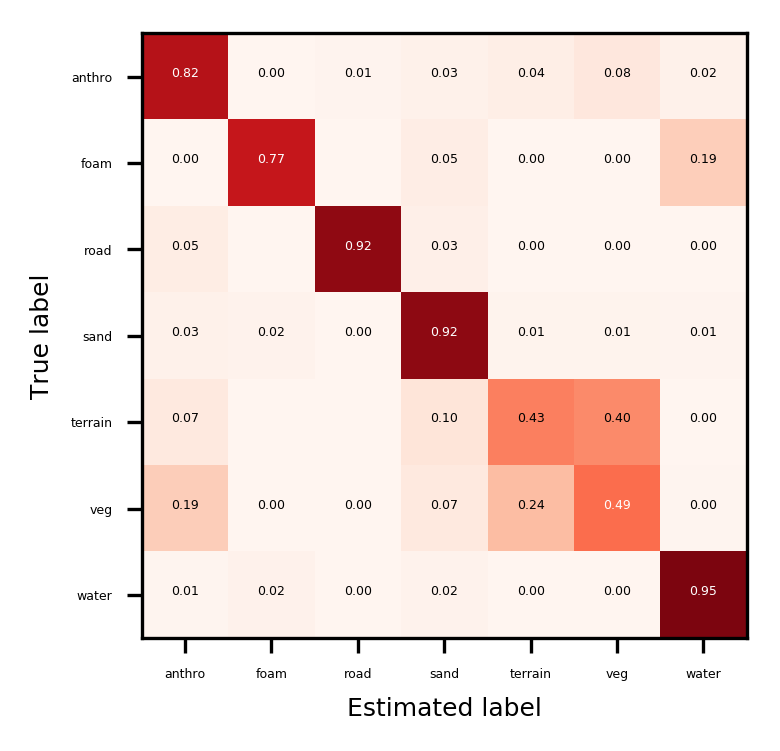 anthro 0.82 0.00 0.01 0.03 0.04 0.08 0.02
foam 0.00 0.77 0.05 0.00 0.00 0.19
road 0.05 0.92 0.03 0.00 0.00 0.00
sand 0.03 0.02 0.00 0.92 0.01 0.01 0.01
terrain 0.07 0.10 0.43 0.40 0.00
veg 0.19 0.00 0.00 0.07 0.24 0.49 0.00
water 0.01 0.02 0.00 0.02 0.00 0.00 0.95
anthro foam road sand terrain veg water
Estimated label
True label